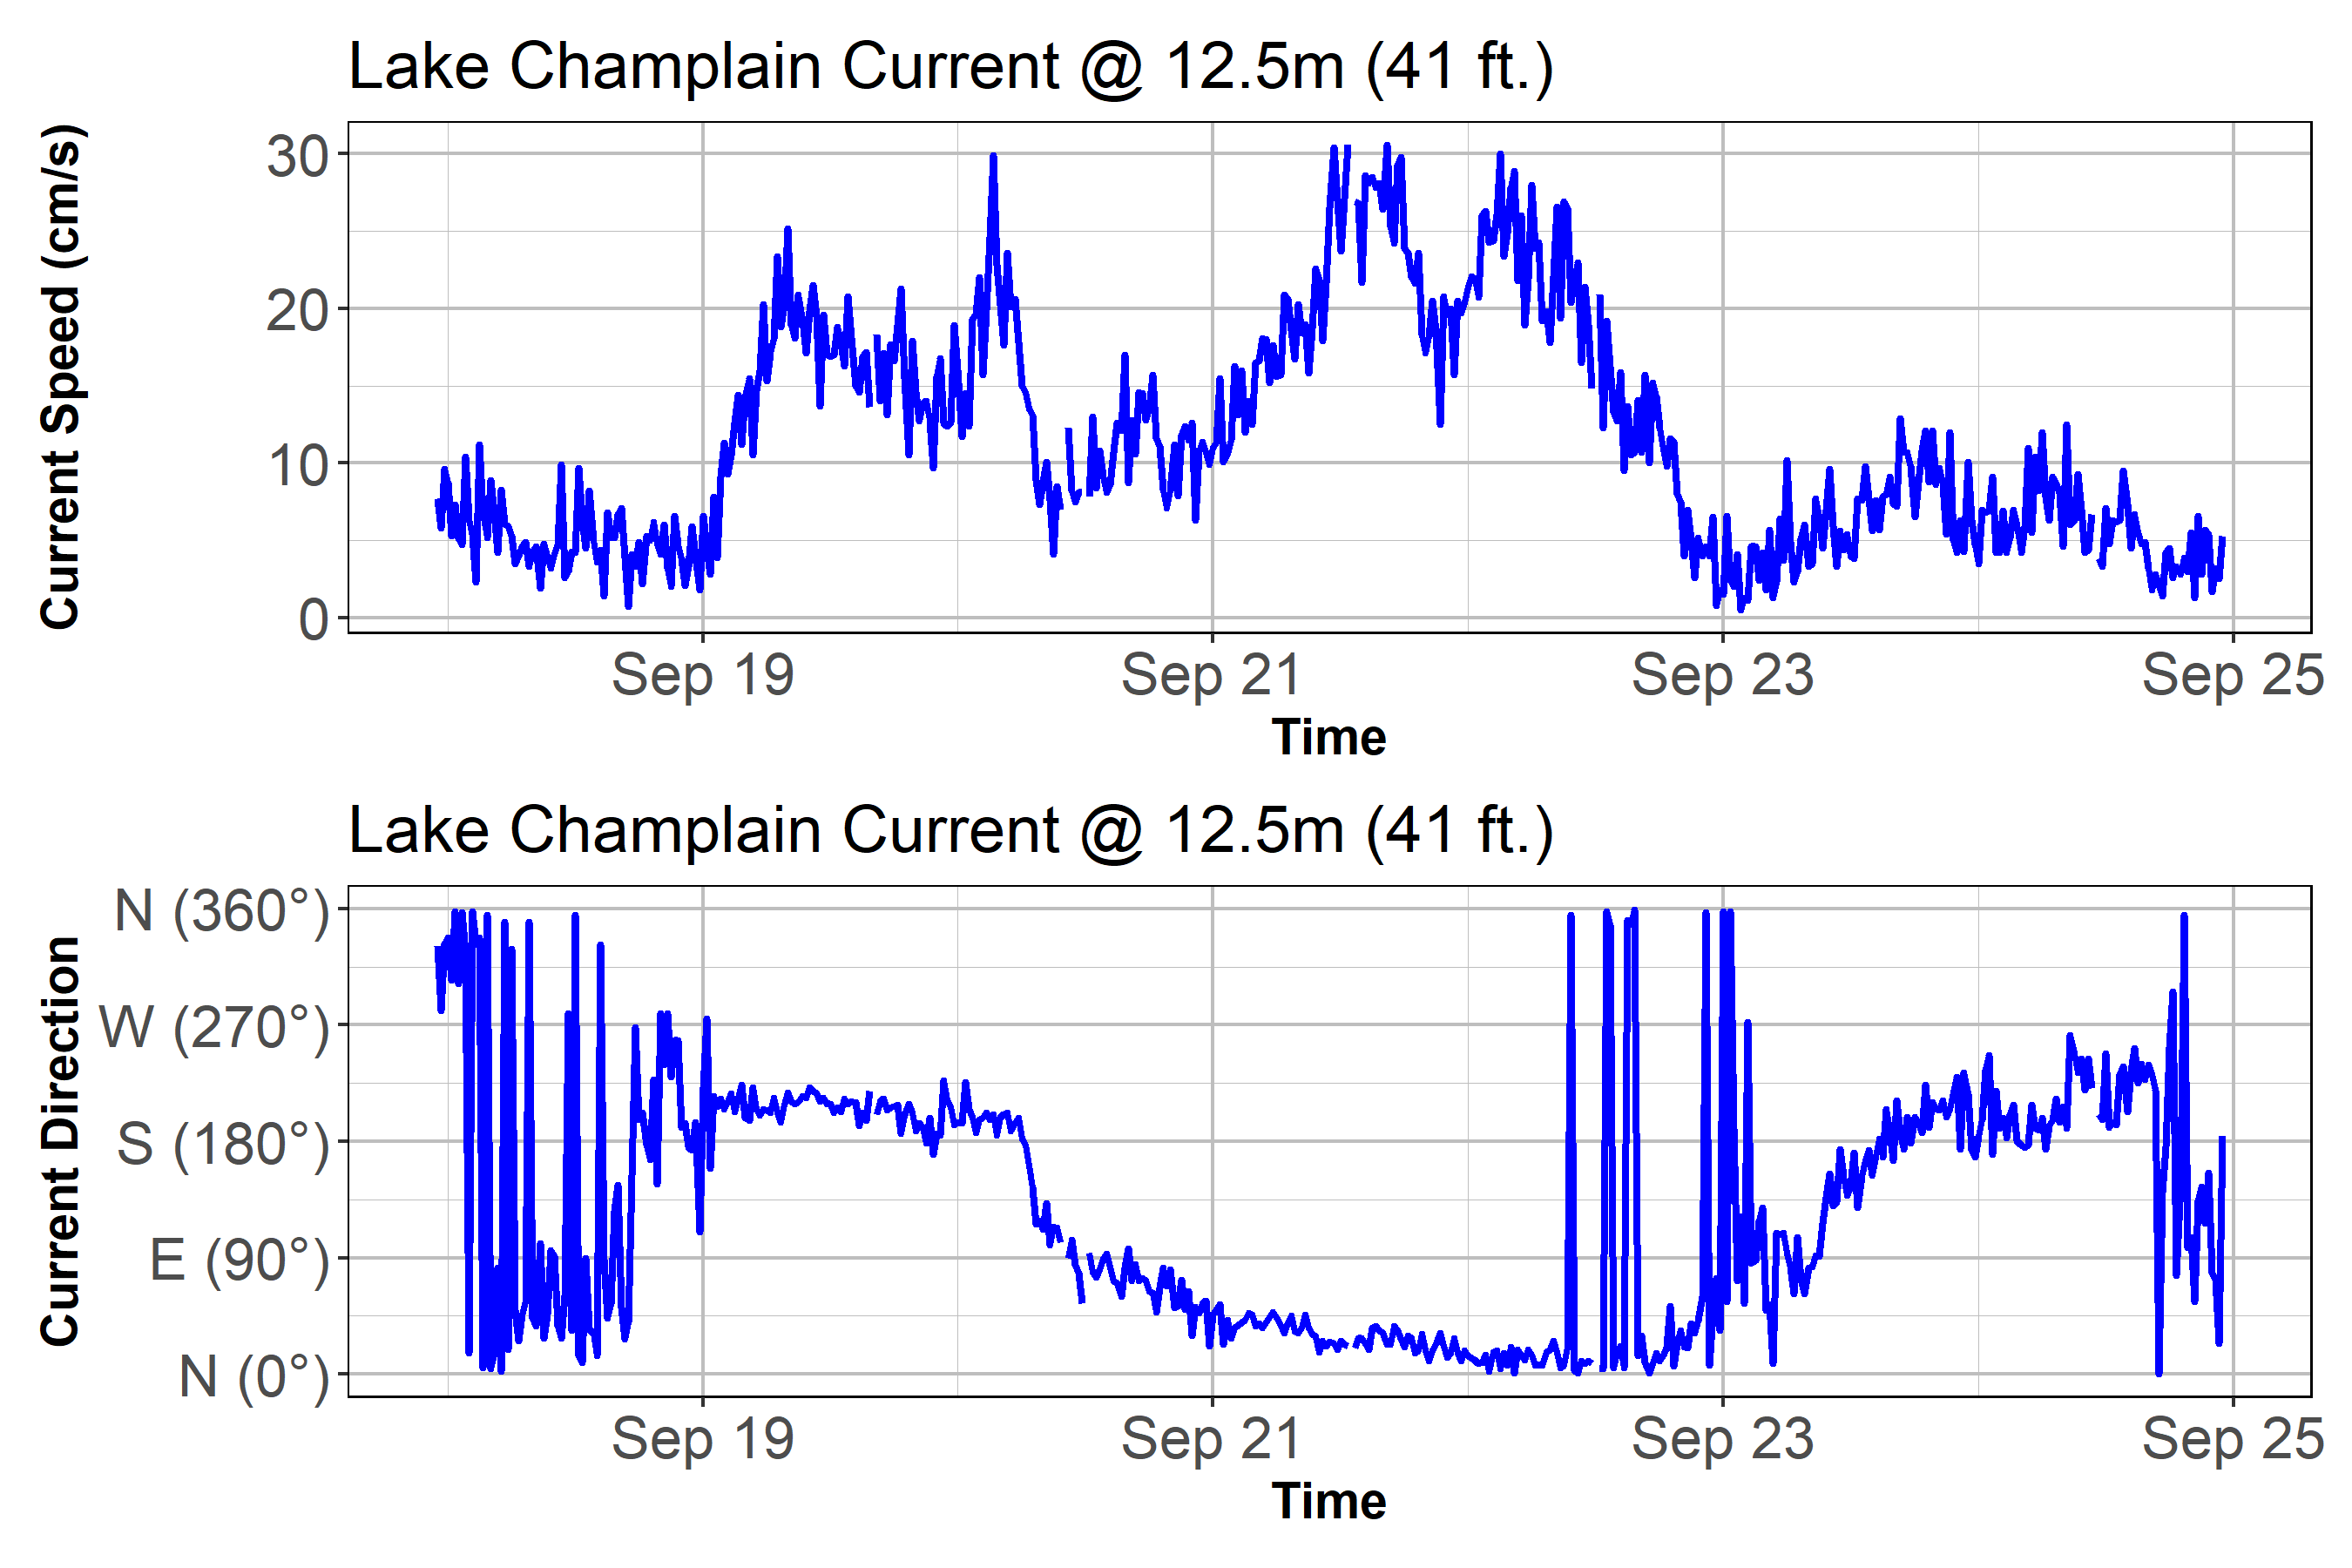 Lake Champlain Current @ 12.5m (41 ft.)
Current Speed (cm/s)
30
20
10
0
Sep 19 Sep 21 Sep 23 Sep 25
Time
Lake Champlain Current @ 12.5m (41 ft.)
Current Direction
N (360°)
W (270°)
S (180°)
E (90°)
N (0°)
Sep 19 Sep 21 Sep 23 Sep 25
Time